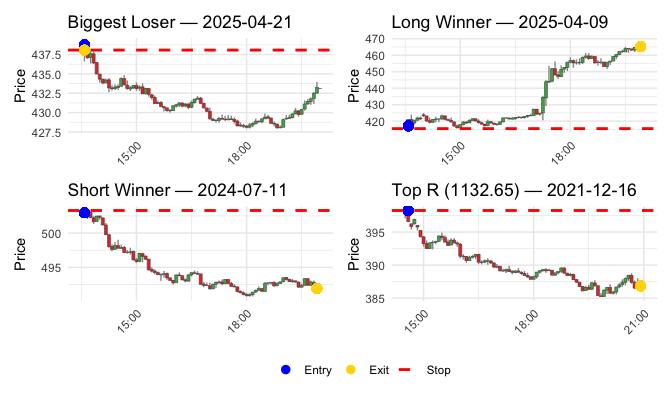 Biggest Loser — 2025-04-21
Price
437.5
435.0
432.5
430.0
427.5
15:00
18:00
Long Winner — 2025-04-09
Price
470
460
450
440
430
420
15:00
18:00
Short Winner — 2024-07-11
Price
500
495
15:00
18:00
Top R (1132.65) — 2021-12-16
Price
395
390
385
15:00
18:00
21:00
Entry Exit Stop